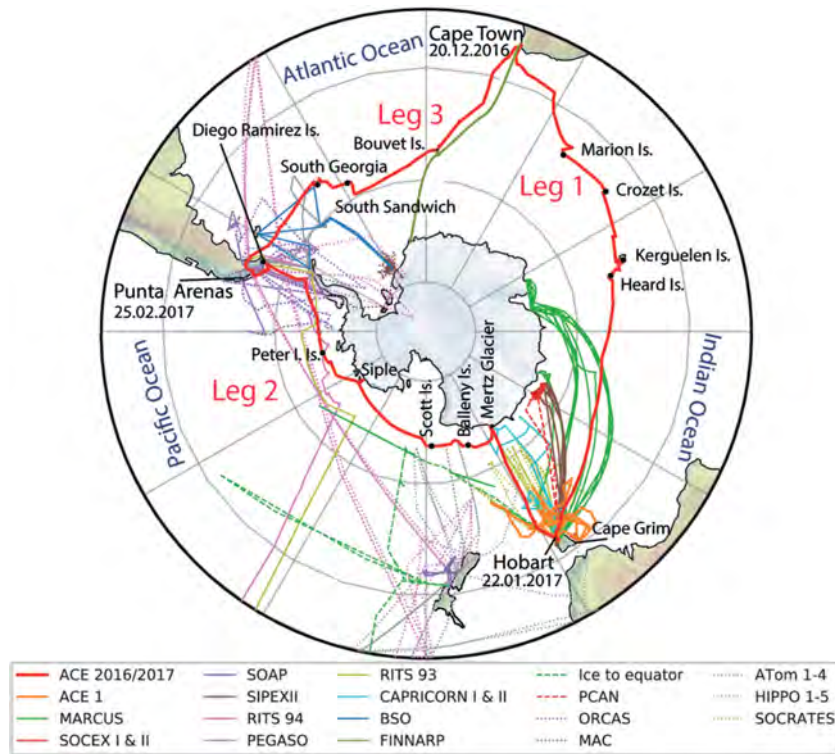 Cape Town
20.12.2016
Atlantic Ocean
Leg 3
Diego Ramirez Is.
Bouvet Is.
Marion Is.
South Georgia
Leg 1
Crozet Is.
South Sandwich
Kerguelen Is.
Heard Is.
Punta Arenas
25.02.2017
Indian Ocean
Pacific Ocean
Peter I. Is.
Siple
Leg 2
Scott Is.
Balleny Is.
Mertz Glacier
Cape Grim
Hobart
22.01.2017
ACE 2016/2017
ACE 1
MARCUS
SOCEX I & II
SOAP
SIPEXII
RITS 94
PEGASO
RITS 93
CAPRICORN I & II
BSO
FINNARP
Ice to equator
PCAN
ORCAS
MAC
ATom 1-4
HIPPO 1-5
SOCRATES